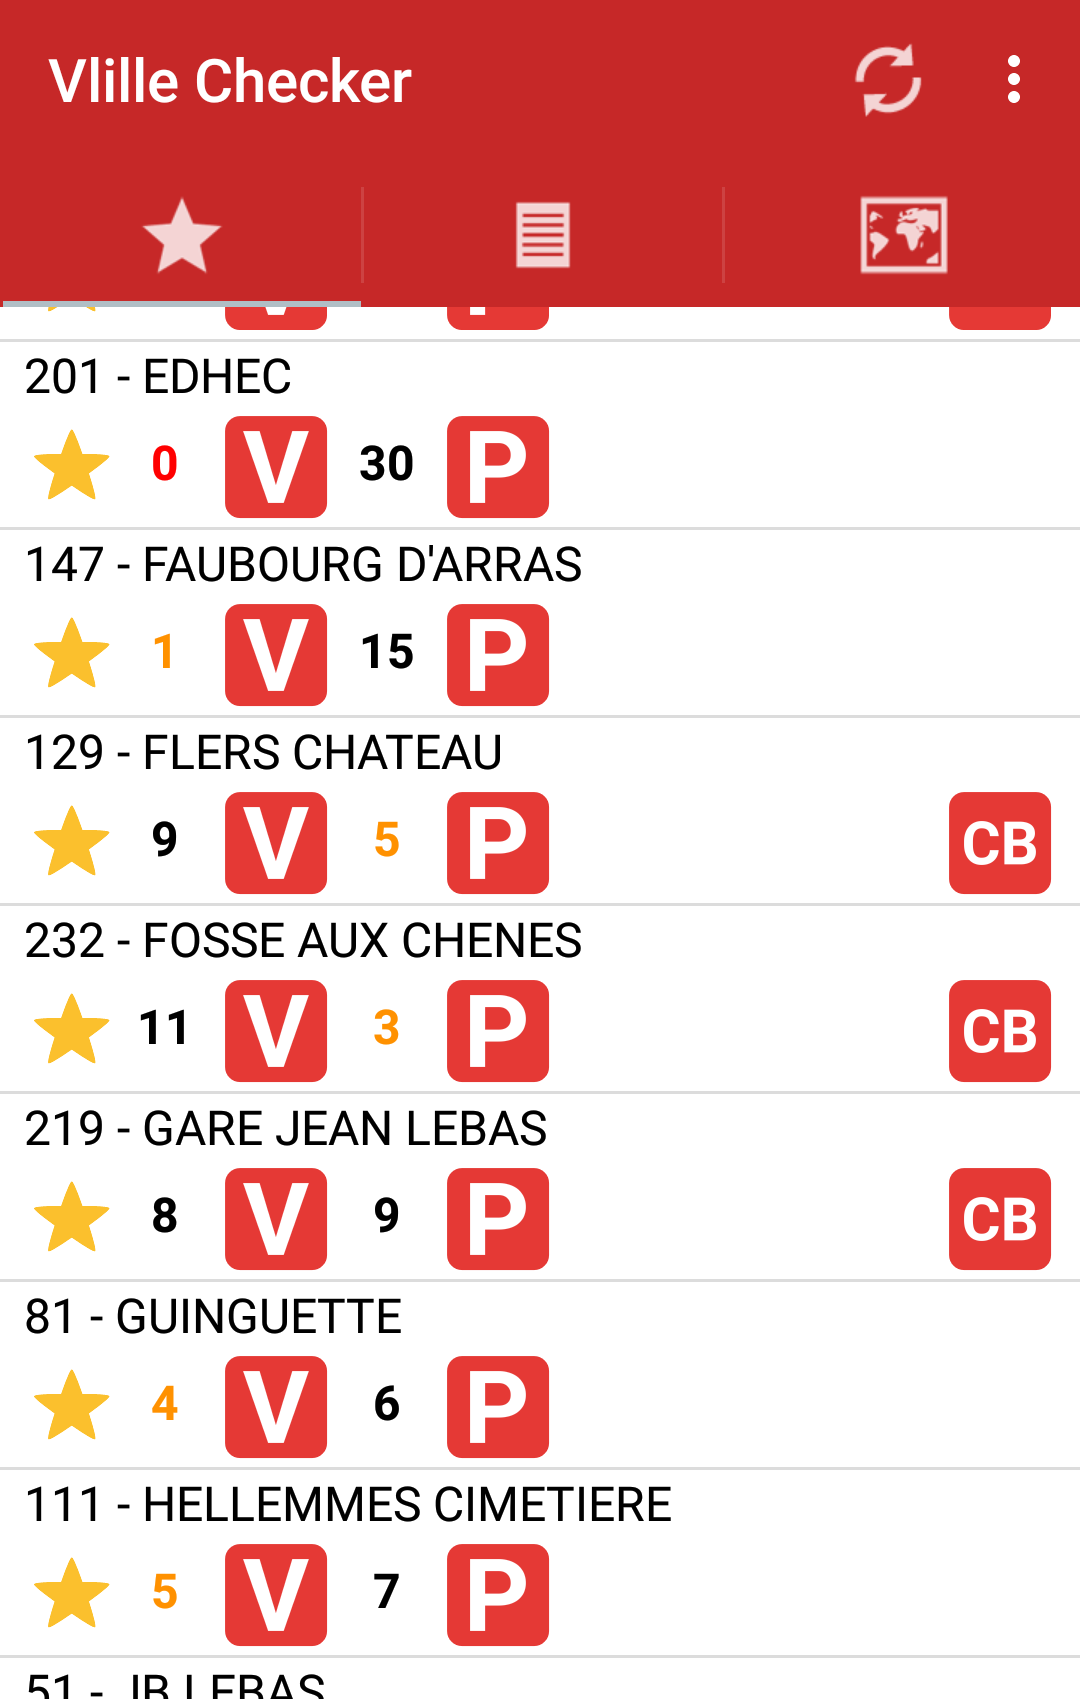 Vlille Checker
201 - EDHEC
0 V 30 P
147 - FAUBOURG D'ARRAS
1 V 15 P
129 - FLERS CHATEAU
9 V 5 P CB
232 - FOSSE AUX CHENES
11 V 3 P CB
219 - GARE JEAN LEBAS
8 V 9 P CB
81 - GUINGUETTE
4 V 6 P
111 - HELLEMMES CIMETIERE
5 V 7 P
51 - JB LEBAS